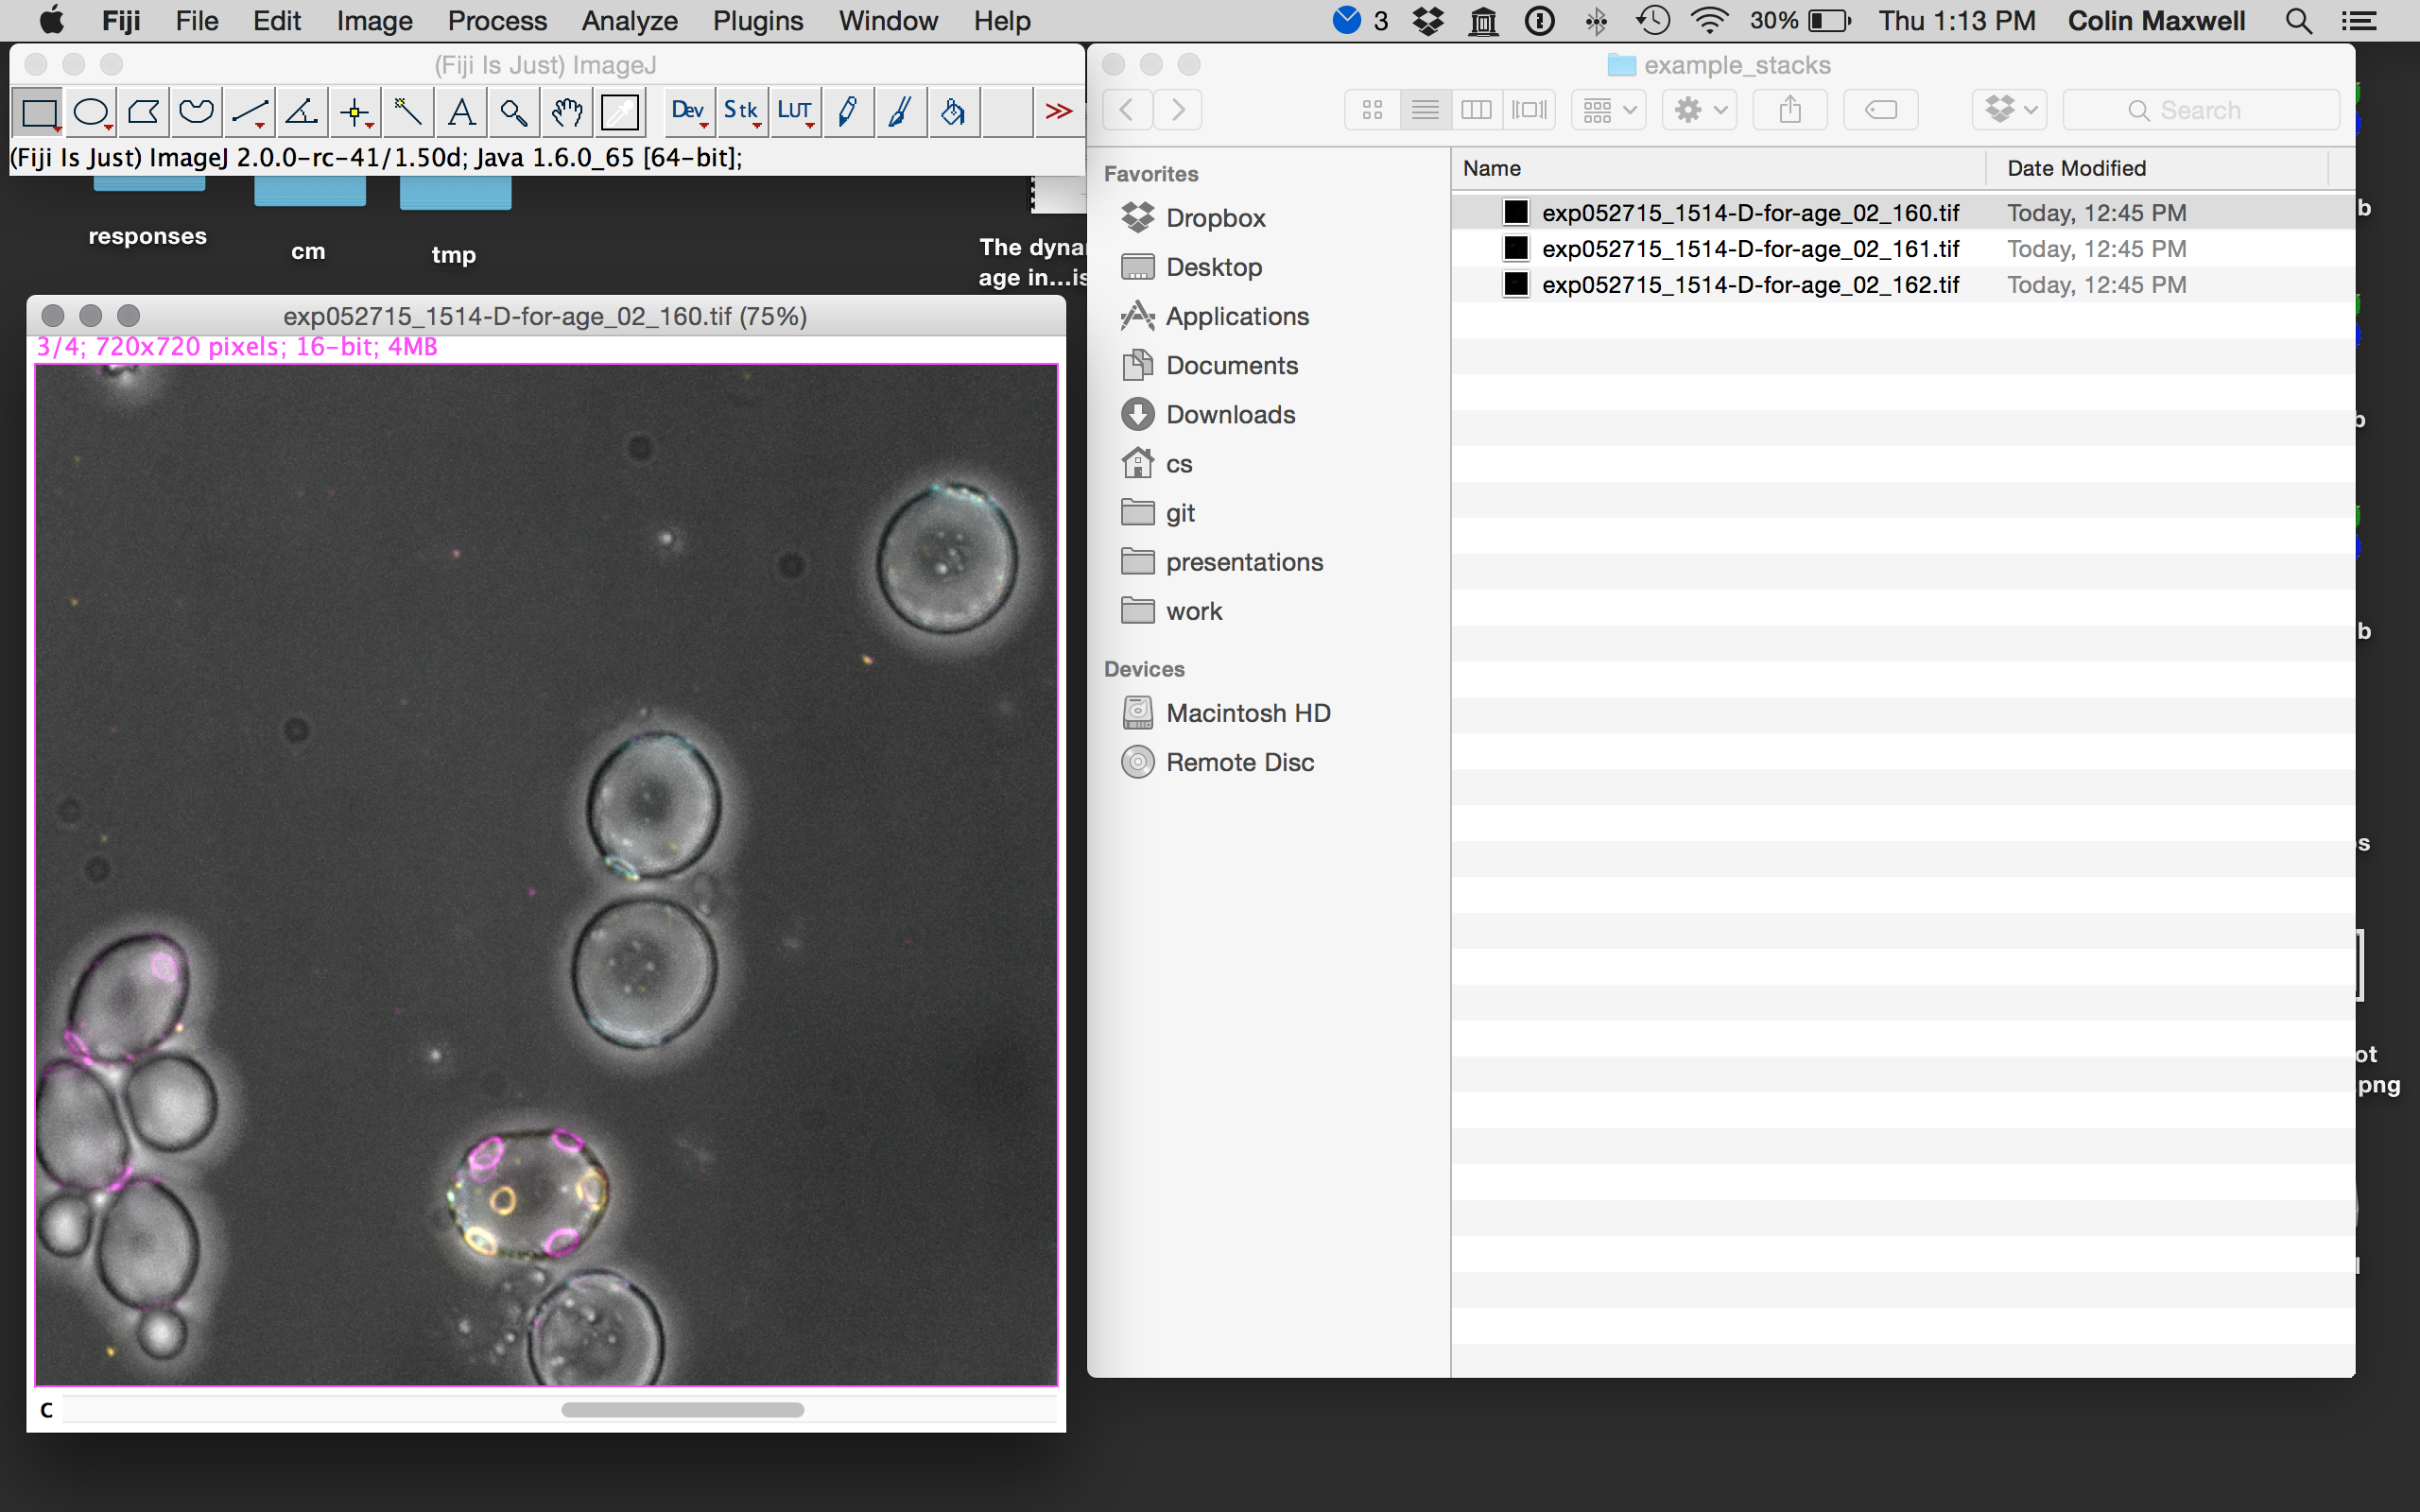 Fiji File Edit Image Process Analyze Plugins Window Help 3 30% Thu 1:13 PM Colin Maxwell
(Fiji Is Just) ImageJ
Dev Stk LUT >>
(Fiji Is Just) ImageJ 2.0.0-rc-41/1.50d; Java 1.6.0_65 [64-bit];
responses
cm
tmp
The dyna
age in...is
exp052715_1514-D-for-age_02_160.tif (75%)
3/4; 720x720 pixels; 16-bit; 4MB
C
example_stacks
Search
Favorites
Dropbox
Desktop
Applications
Documents
Downloads
cs
git
presentations
work
Devices
Macintosh HD
Remote Disc
Name Date Modified
exp052715_1514-D-for-age_02_160.tif Today, 12:45 PM
exp052715_1514-D-for-age_02_161.tif Today, 12:45 PM
exp052715_1514-D-for-age_02_162.tif Today, 12:45 PM
b
b
b
s
ot
png